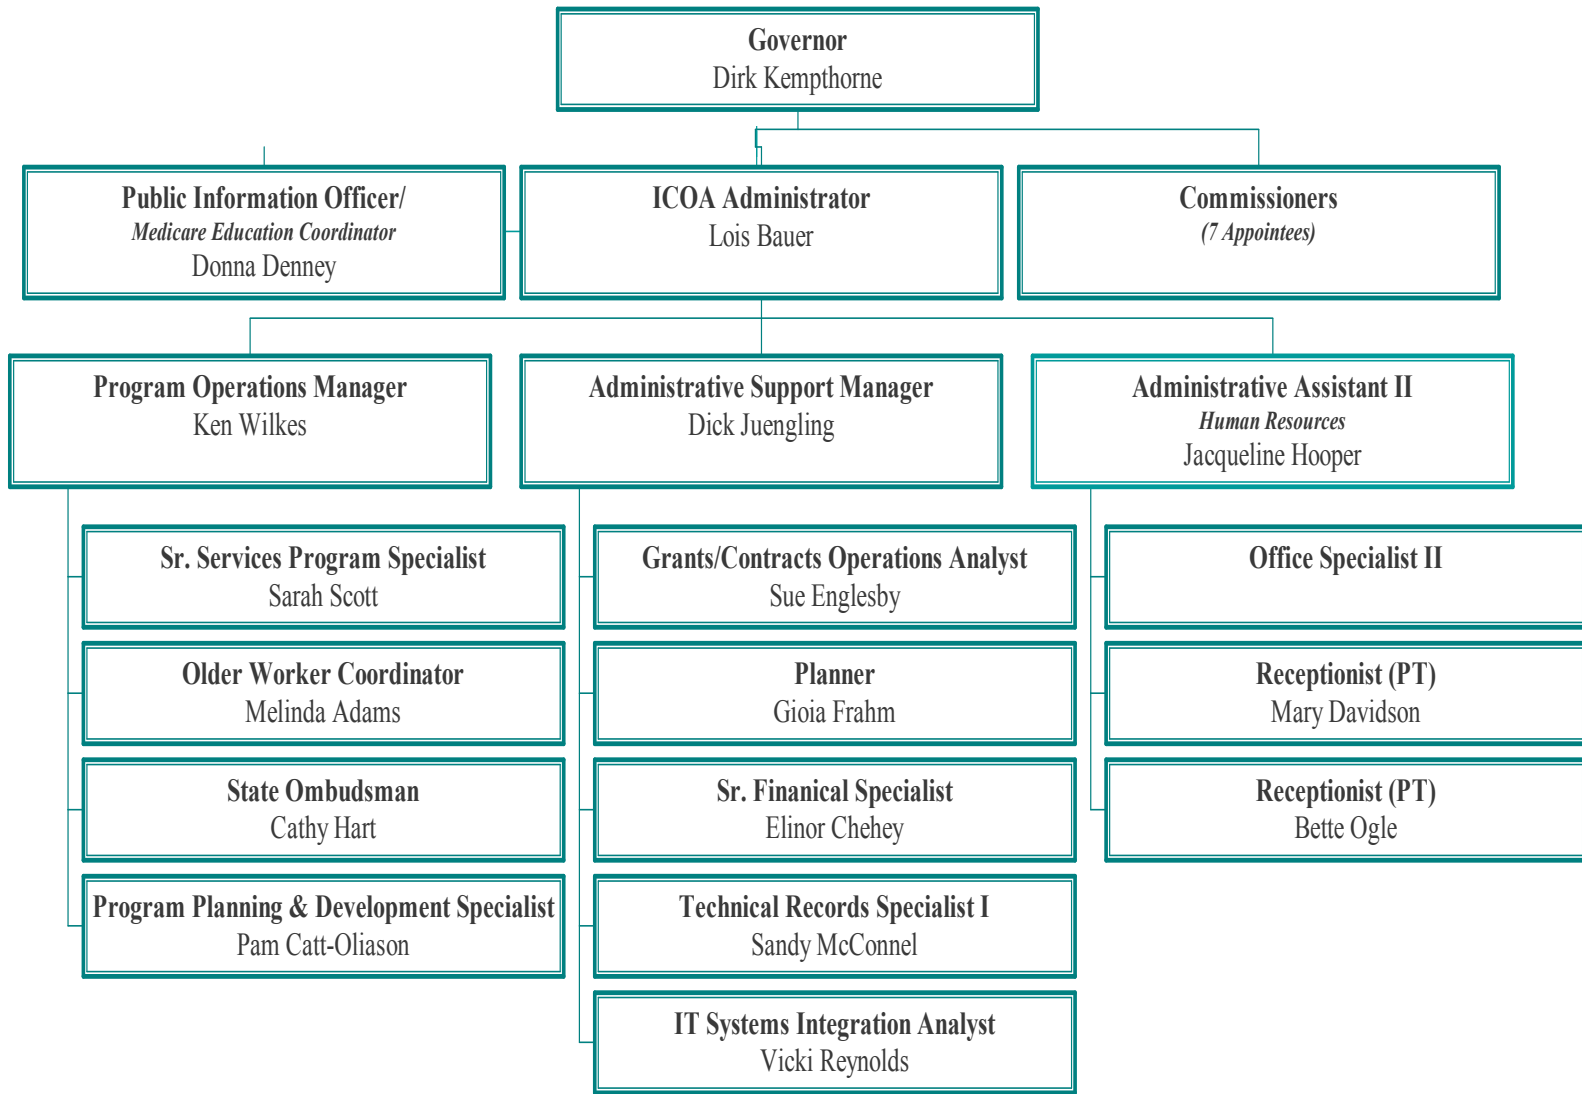 Governor
Dirk Kempthorne
Public Information Officer/
Medicare Education Coordinator
Donna Denney
ICOA Administrator
Lois Bauer
Commissioners
(7 Appointees)
Program Operations Manager
Ken Wilkes
Administrative Support Manager
Dick Juengling
Administrative Assistant II
Human Resources
Jacqueline Hooper
Sr. Services Program Specialist
Sarah Scott
Older Worker Coordinator
Melinda Adams
State Ombudsman
Cathy Hart
Program Planning & Development Specialist
Pam Catt-Oliason
Grants/Contracts Operations Analyst
Sue Englesby
Planner
Gioia Frahm
Sr. Finanical Specialist
Elinor Chehey
Technical Records Specialist I
Sandy McConnel
IT Systems Integration Analyst
Vicki Reynolds
Office Specialist II
Receptionist (PT)
Mary Davidson
Receptionist (PT)
Bette Ogle